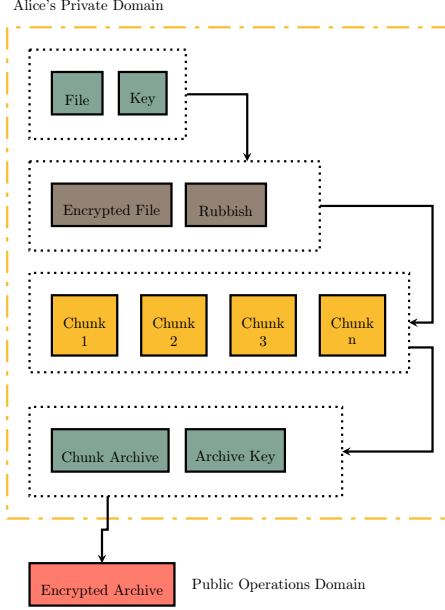 Alice's Private Domain
File
Key
Encrypted File
Rubbish
Chunk
1
Chunk
2
Chunk
3
Chunk
n
Chunk Archive
Archive Key
Encrypted Archive
Public Operations Domain